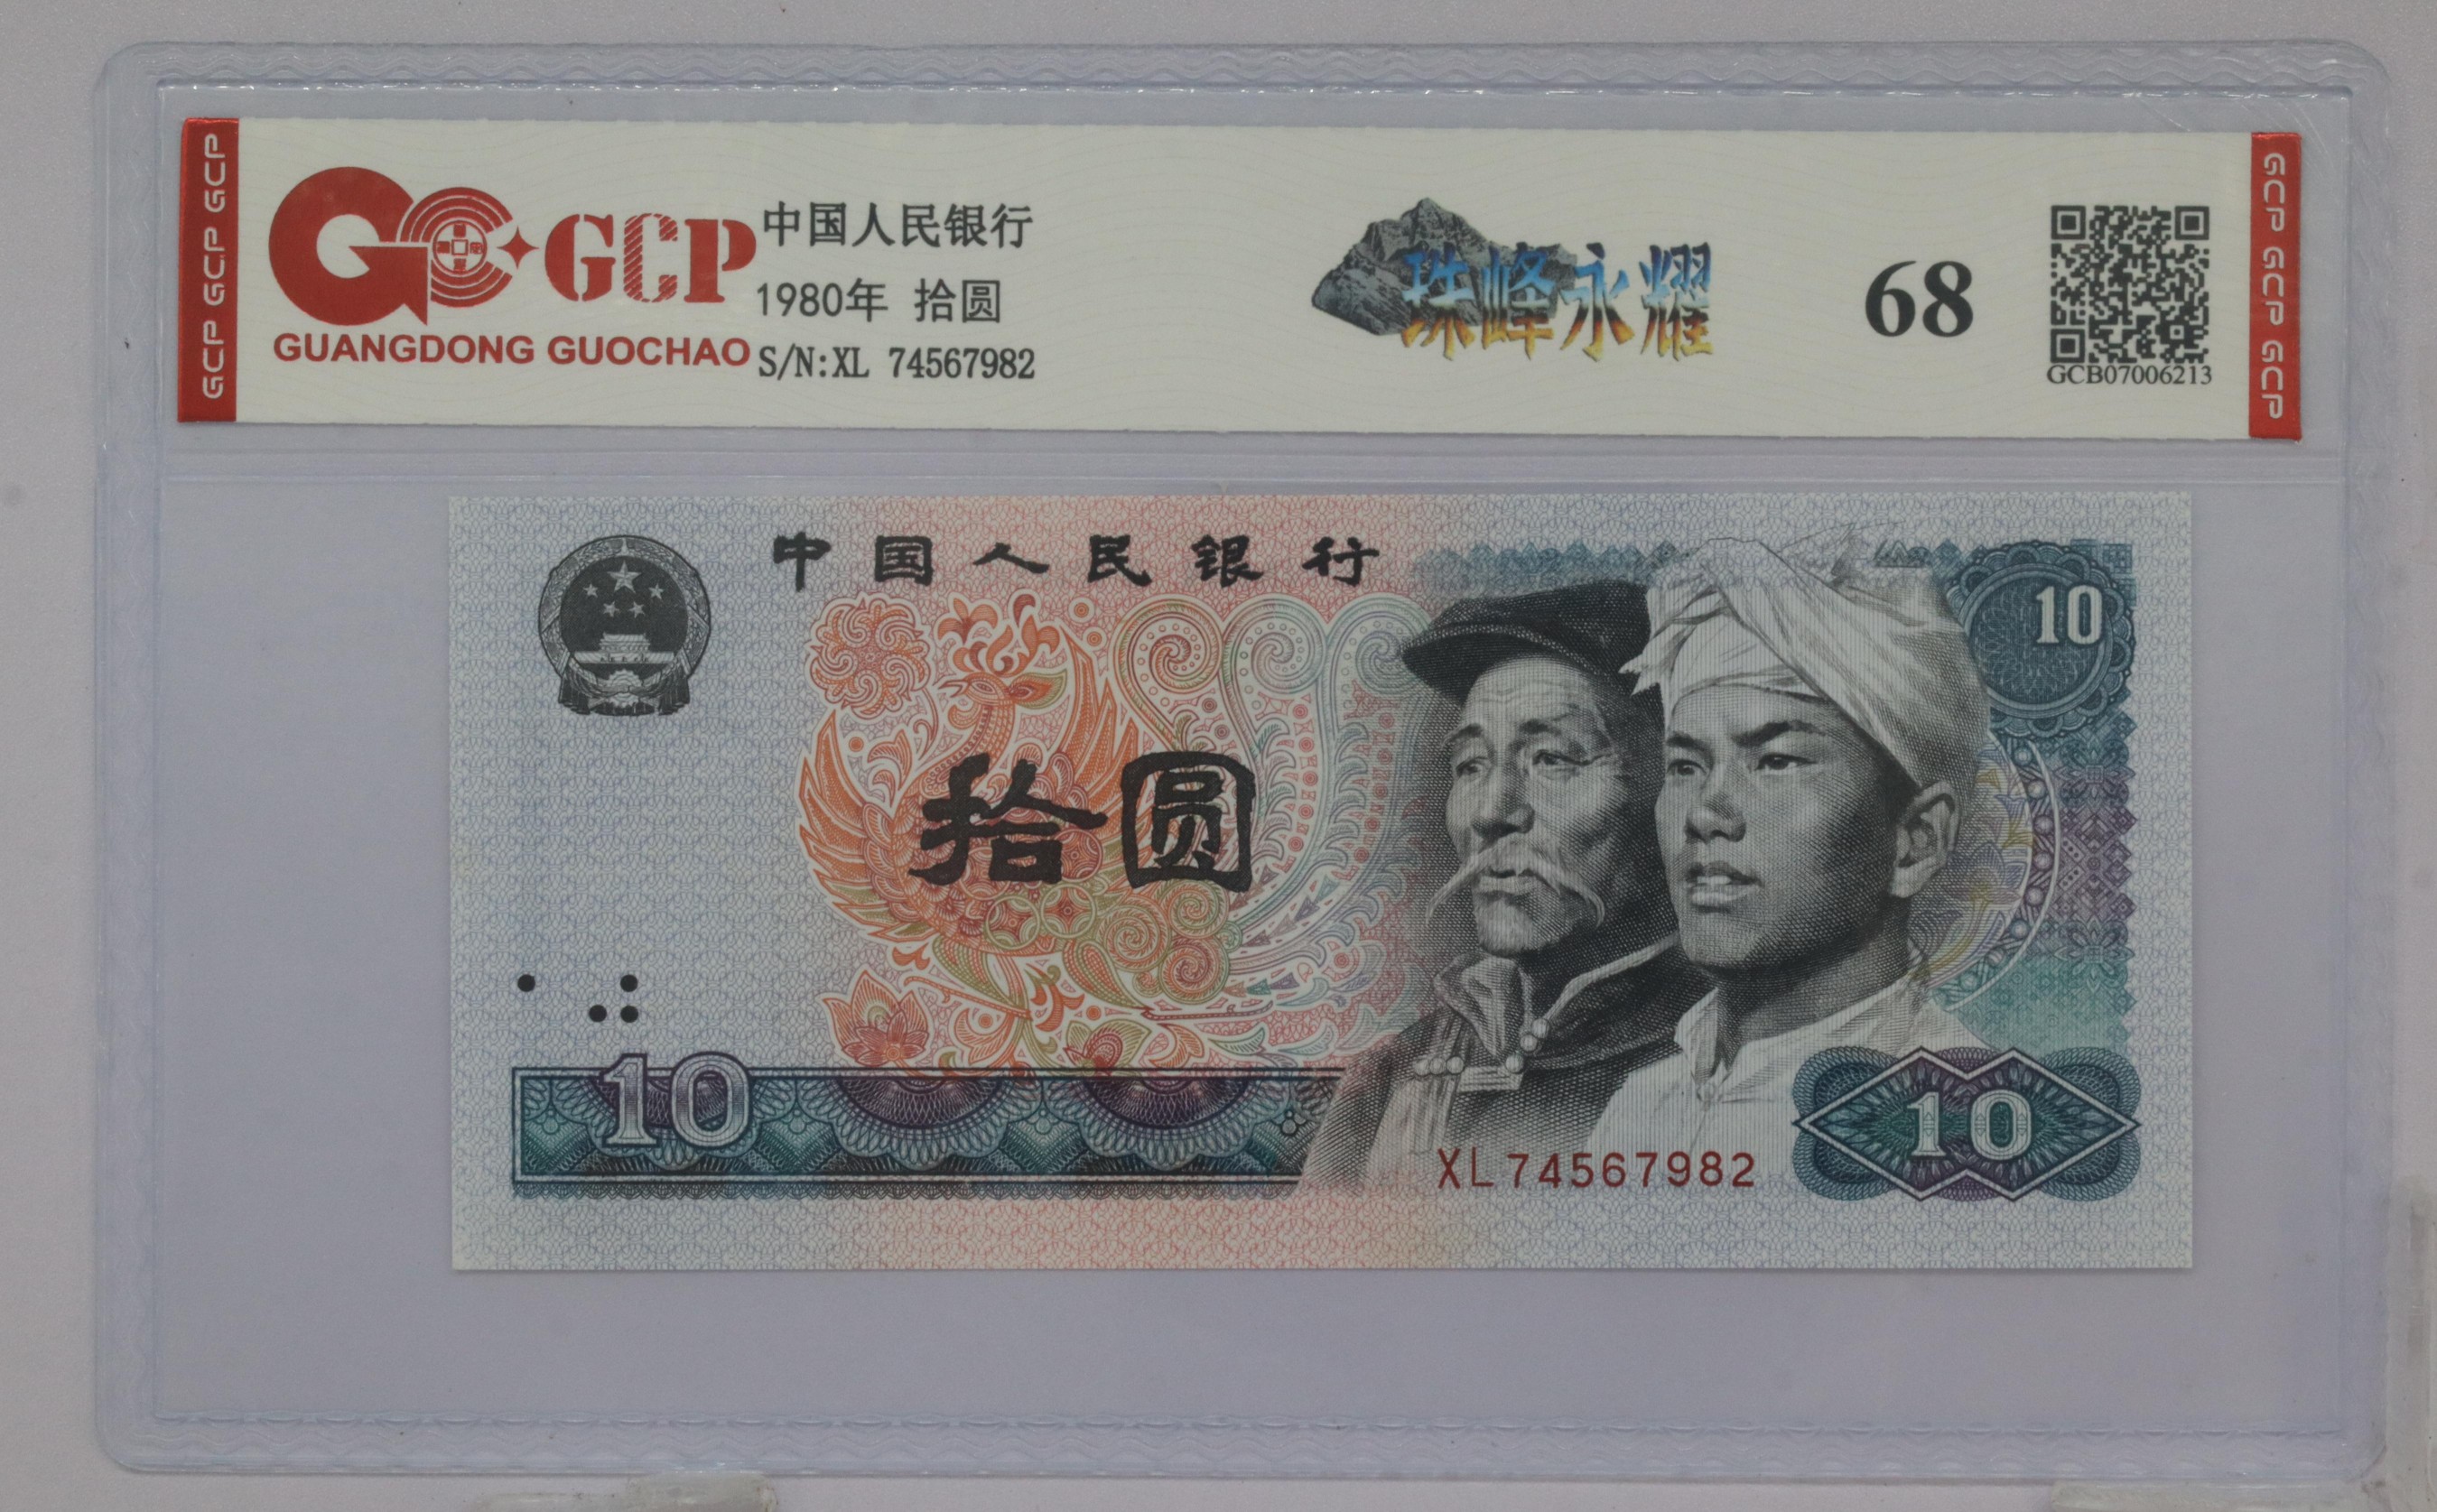 GCP GCP GCP
GCP
GUANGDONG GUOCHAO
中国人民银行
1980年 拾圆
S/N:XL 74567982
珠峰永耀
68
GCB07006213
GCP GCP GCP
中国人民银行
10
拾圆
10
XL74567982
10